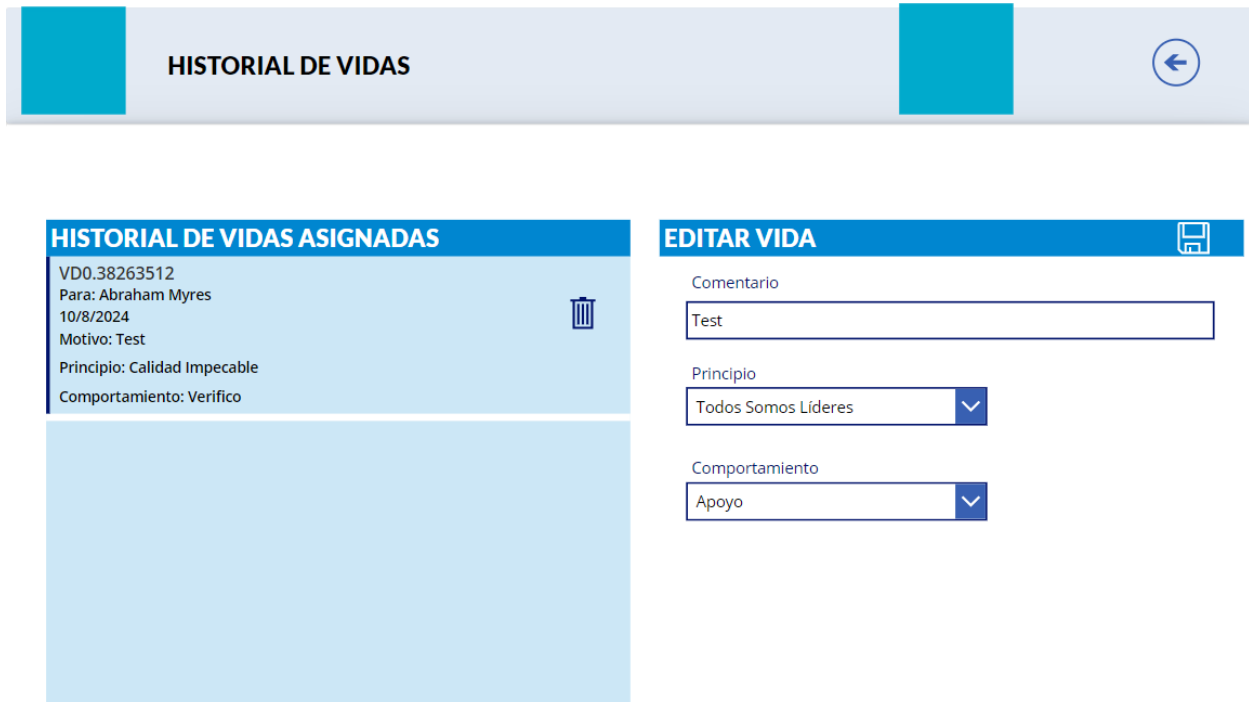 HISTORIAL DE VIDAS
HISTORIAL DE VIDAS ASIGNADAS
VD0.38263512
Para: Abraham Myres
10/8/2024
Motivo: Test
Principio: Calidad Impecable
Comportamiento: Verifico
EDITAR VIDA
Comentario
Test
Principio
Todos Somos Líderes
Comportamiento
Apoyo